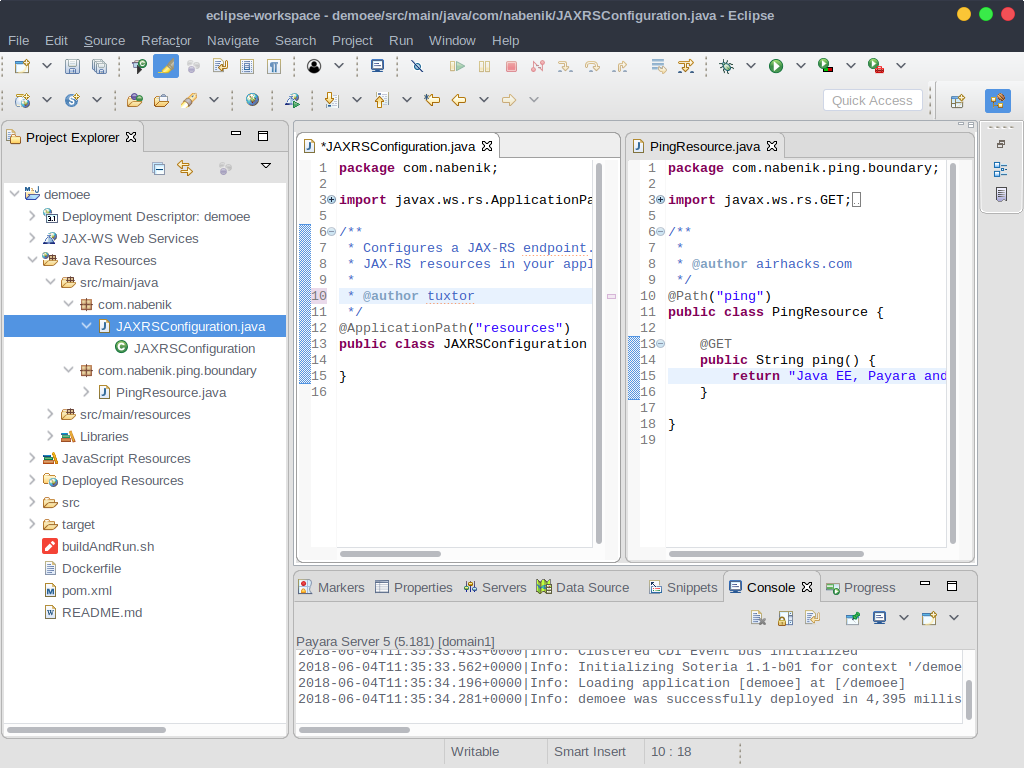 eclipse-workspace - demoee/src/main/java/com/nabenik/JAXRSConfiguration.java - Eclipse
File Edit Source Refactor Navigate Search Project Run Window Help
Quick Access
Project Explorer
demoee
Deployment Descriptor: demoee
JAX-WS Web Services
Java Resources
src/main/java
com.nabenik
JAXRSConfiguration.java
JAXRSConfiguration
com.nabenik.ping.boundary
PingResource.java
src/main/resources
Libraries
JavaScript Resources
Deployed Resources
src
target
buildAndRun.sh
Dockerfile
pom.xml
README.md
*JAXRSConfiguration.java
1 package com.nabenik;
2
3 import javax.ws.rs.ApplicationPa
5
6 /**
7 * Configures a JAX-RS endpoint.
8 * JAX-RS resources in your appl
9 *
10 * @author tuxtor
11 */
12 @ApplicationPath("resources")
13 public class JAXRSConfiguration
14
15 }
16
PingResource.java
1 package com.nabenik.ping.boundary;
2
3 import javax.ws.rs.GET;
5
6 /**
7 *
8 * @author airhacks.com
9 */
10 @Path("ping")
11 public class PingResource {
12
13 @GET
14 public String ping() {
15 return "Java EE, Payara and
16 }
17
18 }
19
Markers Properties Servers Data Source Snippets Console Progress
Payara Server 5 (5.181) [domain1]
2018-06-04T11:35:33.433+0000|Info: Clustered CDI Event bus initialized
2018-06-04T11:35:33.562+0000|Info: Initializing Soteria 1.1-b01 for context '/demoe
2018-06-04T11:35:34.196+0000|Info: Loading application [demoee] at [/demoee]
2018-06-04T11:35:34.281+0000|Info: demoee was successfully deployed in 4,395 millis
Writable Smart Insert 10 : 18